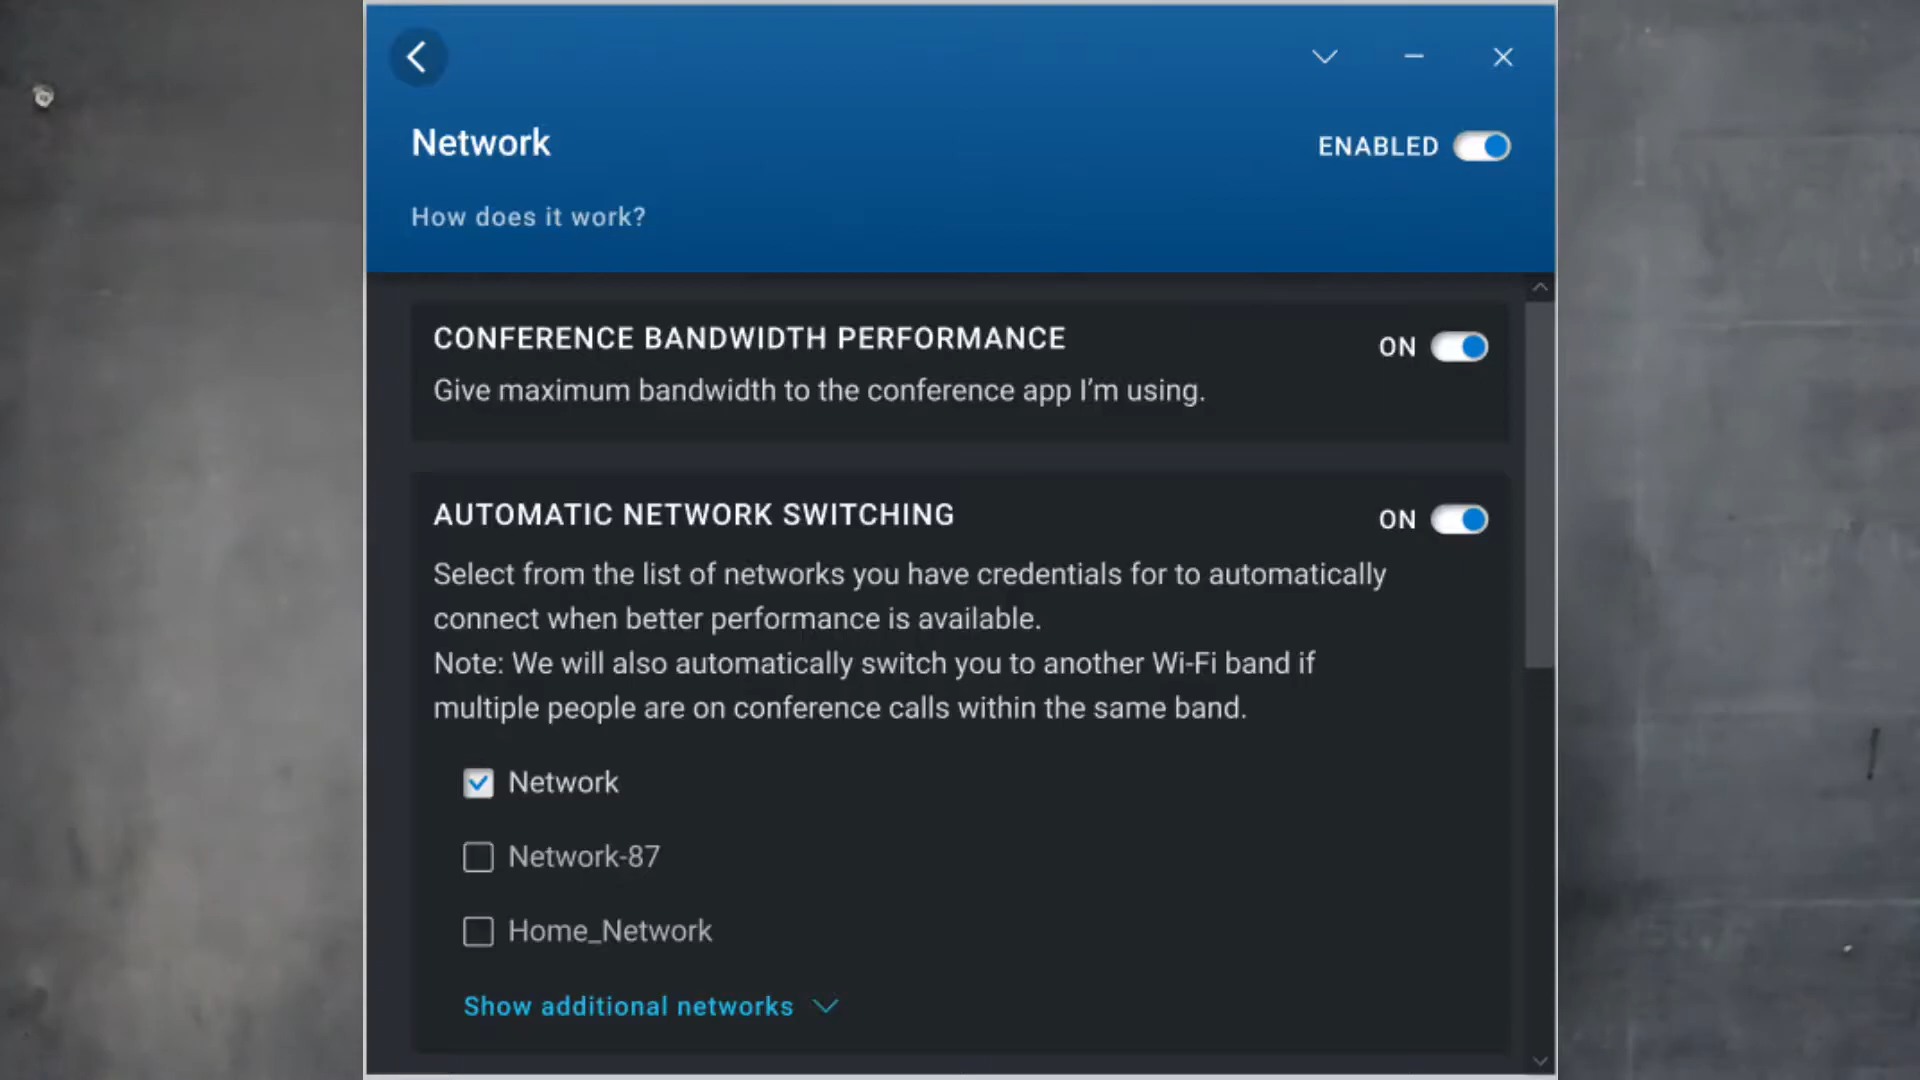 Network
ENABLED
How does it work?
CONFERENCE BANDWIDTH PERFORMANCE
ON
Give maximum bandwidth to the conference app I'm using.
AUTOMATIC NETWORK SWITCHING
ON
Select from the list of networks you have credentials for to automatically
connect when better performance is available.
Note: We will also automatically switch you to another Wi-Fi band if
multiple people are on conference calls within the same band.
Network
Network-87
Home_Network
Show additional networks